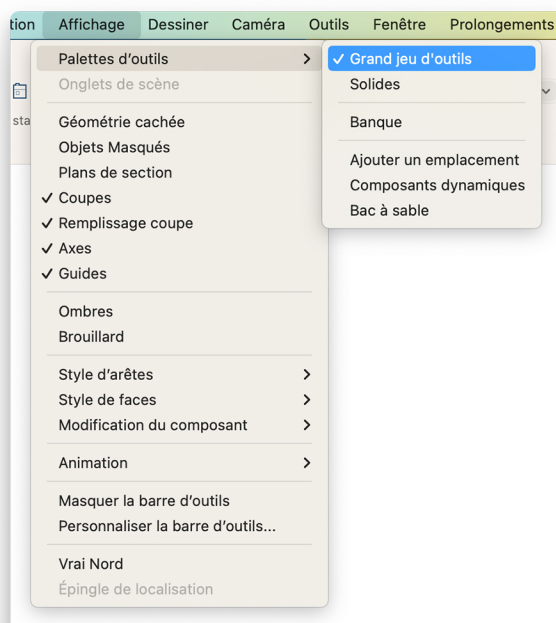 tion Affichage Dessiner Caméra Outils Fenêtre Prolongements
Palettes d’outils
Onglets de scène
Géométrie cachée
Objets Masqués
Plans de section
Coupes
Remplissage coupe
Axes
Guides
Ombres
Brouillard
Style d’arêtes
Style de faces
Modification du composant
Animation
Masquer la barre d’outils
Personnaliser la barre d’outils...
Vrai Nord
Épingle de localisation
Grand jeu d'outils
Solides
Banque
Ajouter un emplacement
Composants dynamiques
Bac à sable
sta